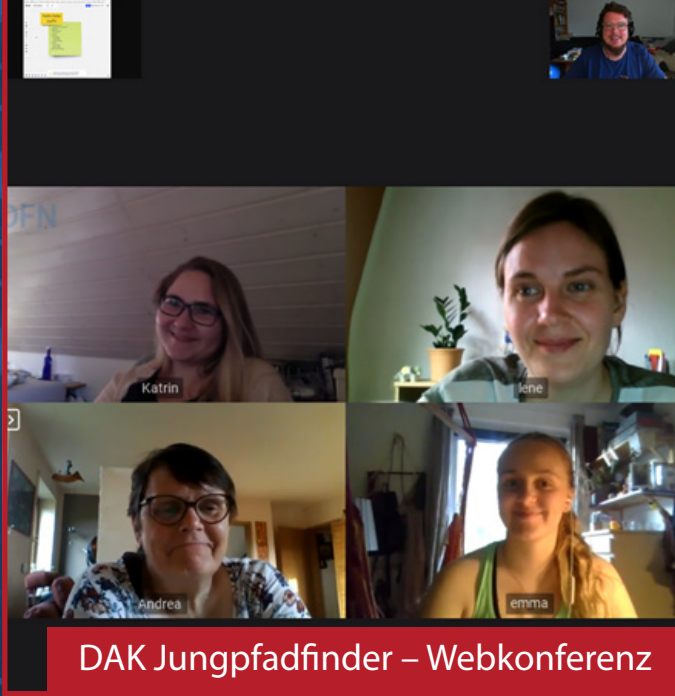 DFN
Katrin
lene
Andrea
emma
DAK Jungpfadfinder – Webkonferenz